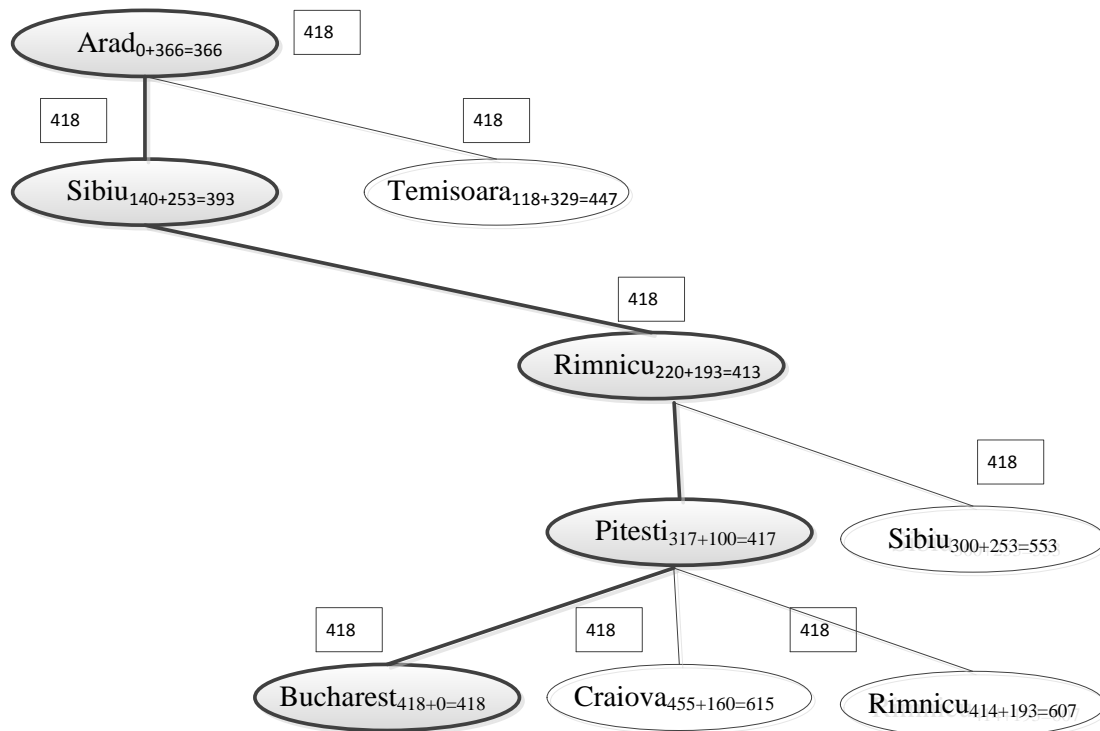 Arad0+366=366
418
418
418
Sibiu140+253=393
Temisoara118+329=447
418
Rimnicu220+193=413
418
Pitesti317+100=417
Sibiu300+253=553
418
418
418
Bucharest418+0=418
Craiova455+160=615
Rimnicu414+193=607